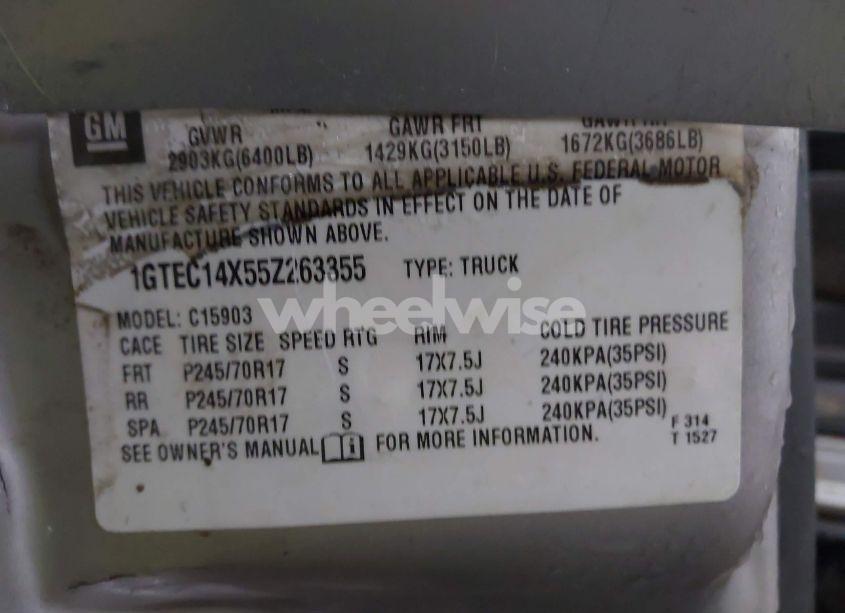 GM
GVWR GAWR FRT GAWR RR
2903KG(6400LB) 1429KG(3150LB) 1672KG(3686LB)
THIS VEHICLE CONFORMS TO ALL APPLICABLE U.S. FEDERAL MOTOR
VEHICLE SAFETY STANDARDS IN EFFECT ON THE DATE OF
MANUFACTURE SHOWN ABOVE.
1GTEC14X55Z263355 TYPE: TRUCK
wheelwise
MODEL: C15903
CACE TIRE SIZE SPEED RTG RIM COLD TIRE PRESSURE
FRT P245/70R17 S 17X7.5J 240KPA(35PSI)
RR P245/70R17 S 17X7.5J 240KPA(35PSI)
SPA P245/70R17 S 17X7.5J 240KPA(35PSI)
SEE OWNER'S MANUAL FOR MORE INFORMATION.
F 314
T 1527